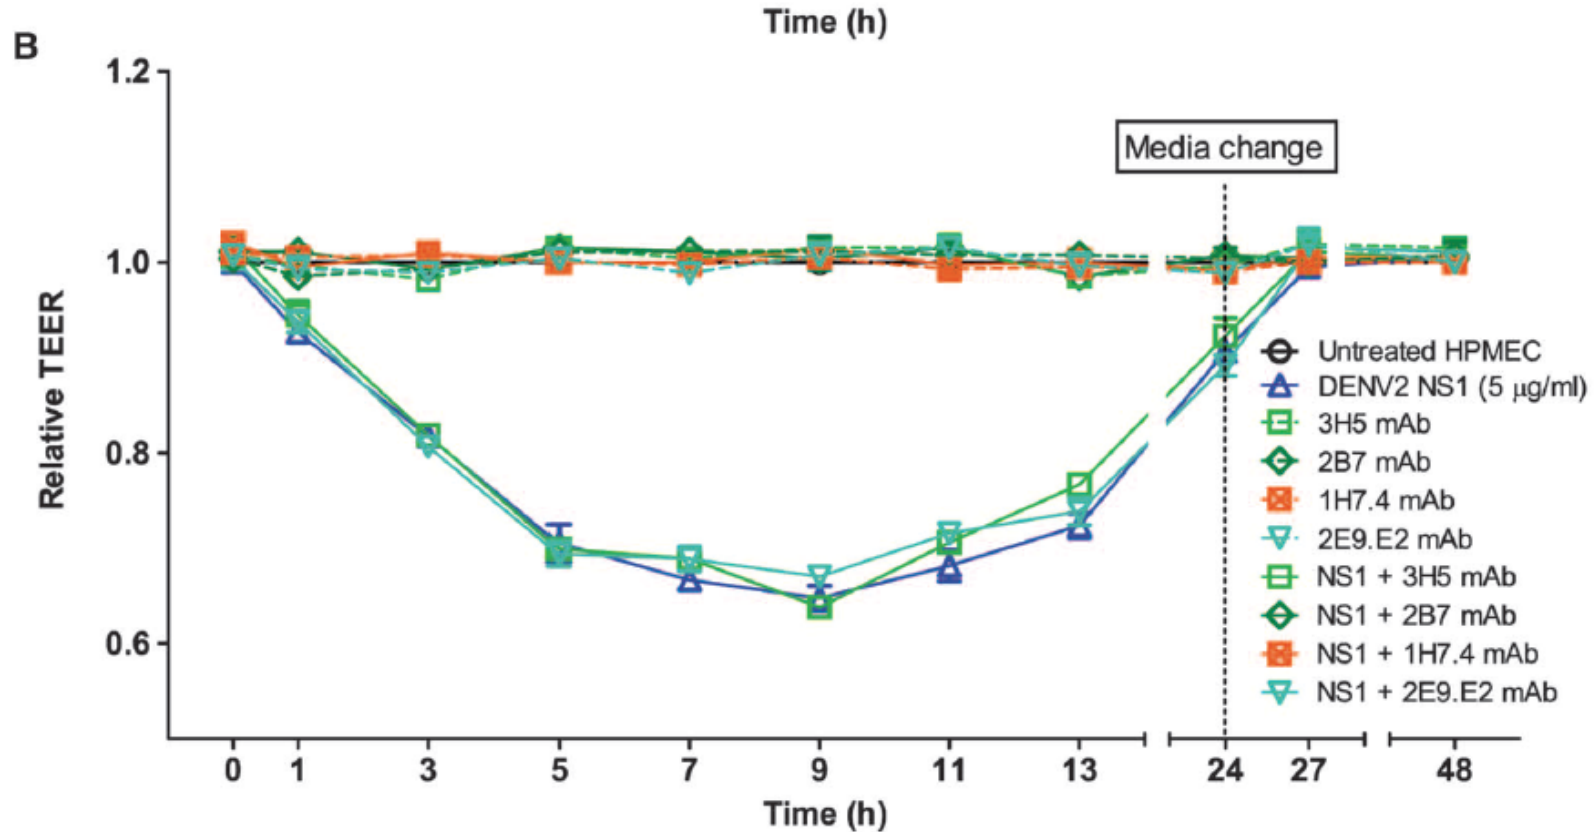 Time (h)
B
1.2
Media change
1.0
Relative TEER
Untreated HPMEC
DENV2 NS1 (5 µg/ml)
3H5 mAb
2B7 mAb
1H7.4 mAb
2E9.E2 mAb
NS1 + 3H5 mAb
NS1 + 2B7 mAb
NS1 + 1H7.4 mAb
NS1 + 2E9.E2 mAb
0.8
0.6
0 1 3 5 7 9 11 13 24 27 48
Time (h)